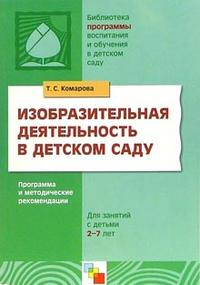 Библиотека
программы
воспитания
и обучения
в детском
саду
Т. С. Комарова
ИЗОБРАЗИТЕЛЬНАЯ
ДЕЯТЕЛЬНОСТЬ
В ДЕТСКОМ САДУ
Программа
и методические
рекомендации
Для занятий
с детьми
2–7 лет